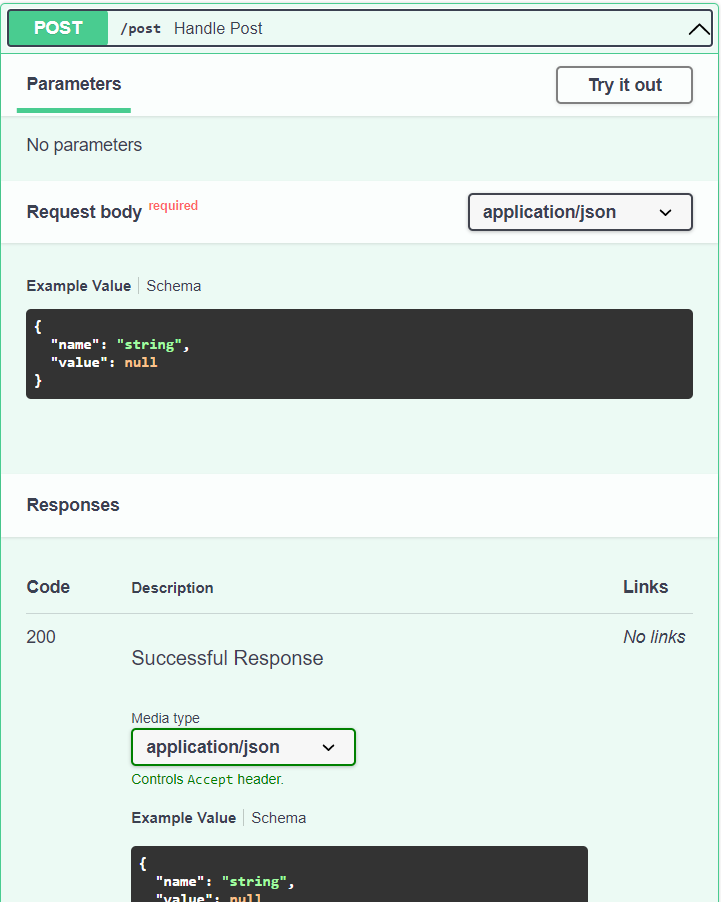 POST /post Handle Post
Parameters Try it out
No parameters
Request body required application/json
Example Value Schema
{
"name": "string",
"value": null
}
Responses
Code Description Links
200 Successful Response No links
Media type
application/json
Controls Accept header.
Example Value Schema
{
"name": "string",
"value": null